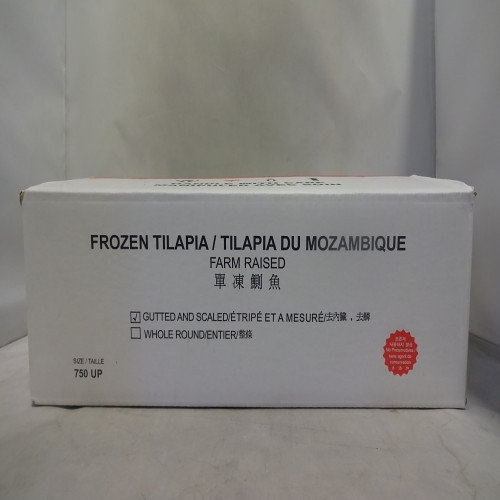 FROZEN TILAPIA / TILAPIA DU MOZAMBIQUE
FARM RAISED
單凍鰂魚
GUTTED AND SCALED/ÉTRIPÉ ET A MESURÉ/去內臟，去鱗
WHOLE ROUND/ENTIER/整條
SIZE / TAILLE
750 UP